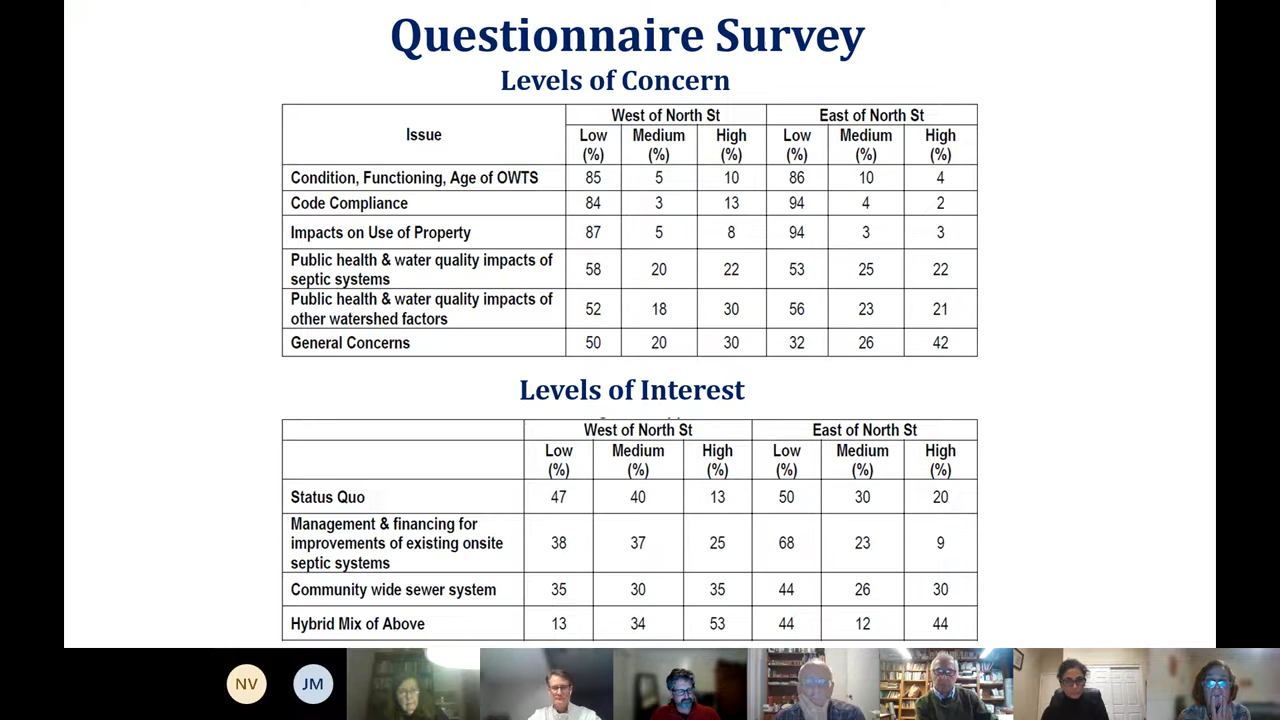 Questionnaire Survey
Levels of Concern
Issue West of North St East of North St
Low (%) Medium (%) High (%) Low (%) Medium (%) High (%)
Condition, Functioning, Age of OWTS 85 5 10 86 10 4
Code Compliance 84 3 13 94 4 2
Impacts on Use of Property 87 5 8 94 3 3
Public health & water quality impacts of
septic systems 58 20 22 53 25 22
Public health & water quality impacts of
other watershed factors 52 18 30 56 23 21
General Concerns 50 20 30 32 26 42
Levels of Interest
West of North St East of North St
Low (%) Medium (%) High (%) Low (%) Medium (%) High (%)
Status Quo 47 40 13 50 30 20
Management & financing for
improvements of existing onsite
septic systems 38 37 25 68 23 9
Community wide sewer system 35 30 35 44 26 30
Hybrid Mix of Above 13 34 53 44 12 44
NV JM